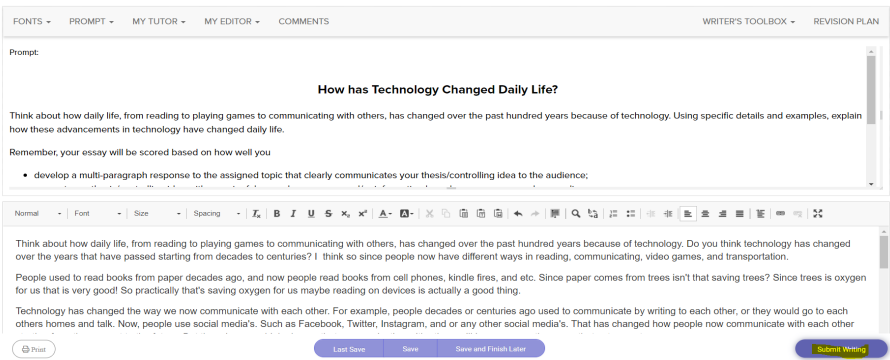 FONTS PROMPT MY TUTOR MY EDITOR COMMENTS WRITER'S TOOLBOX REVISION PLAN
Prompt:
How has Technology Changed Daily Life?
Think about how daily life, from reading to playing games to communicating with others, has changed over the past hundred years because of technology. Using specific details and examples, explain
how these advancements in technology have changed daily life.
Remember, your essay will be scored based on how well you
• develop a multi-paragraph response to the assigned topic that clearly communicates your thesis/controlling idea to the audience;
Normal Font Size Spacing
Think about how daily life, from reading to playing games to communicating with others, has changed over the past hundred years because of technology. Do you think technology has changed
over the years that have passed starting from decades to centuries? I think so since people now have different ways in reading, communicating, video games, and transportation.
People used to read books from paper decades ago, and now people read books from cell phones, kindle fires, and etc. Since paper comes from trees isn't that saving trees? Since trees is oxygen
for us that is very good! So practically that's saving oxygen for us maybe reading on devices is actually a good thing.
Technology has changed the way we now communicate with each other. For example, people decades or centuries ago used to communicate by writing to each other, or they would go to each
others homes and talk. Now, people use social media's. Such as Facebook, Twitter, Instagram, and or any other social media's. That has changed how people now communicate with each other
Print Last Save Save Save and Finish Later Submit Writing